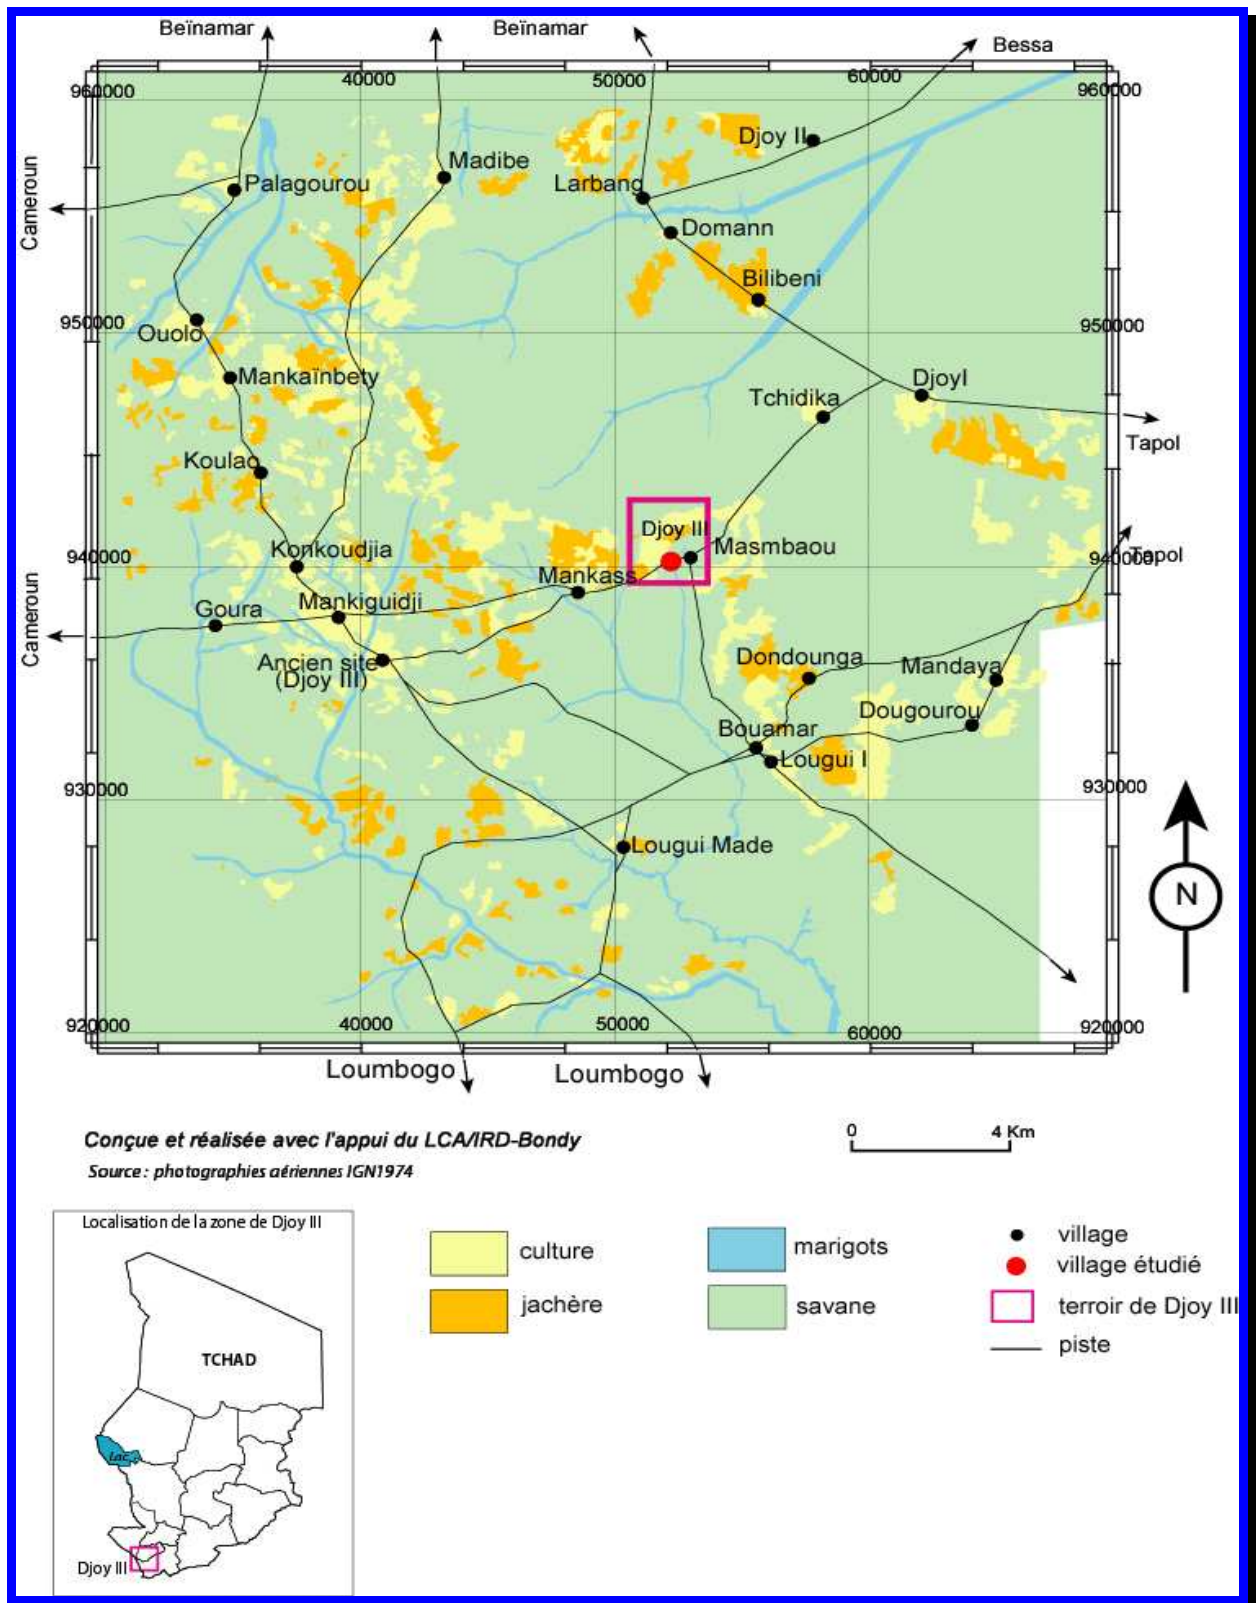 Beïnamar
Beïnamar
Bessa
40000
50000
60000
960000
960000
Djoy II
Madibe
Cameroun
Palagourou
Larbang
Domann
Bilibeni
950000
950000
Ouolo
Mankaïnbety
DjoyI
Tchidika
Tapol
Koulao
Djoy III
Masmbaou
940000
Konkoudjia
940000
Tapol
Mankass
Cameroun
Goura
Mankiguidji
Ancien site
(Djoy III)
Dondounga
Mandaya
Dougourou
Bouamar
Lougui I
930000
930000
Lougui Made
N
920000
40000
50000
60000
920000
Loumbogo
Loumbogo
Conçue et réalisée avec l'appui du LCA/IRD-Bondy
0
4 Km
Source : photographies aériennes IGN1974
Localisation de la zone de Djoy III
TCHAD
Lac
Djoy III
culture
jachère
marigots
savane
village
village étudié
terroir de Djoy III
piste